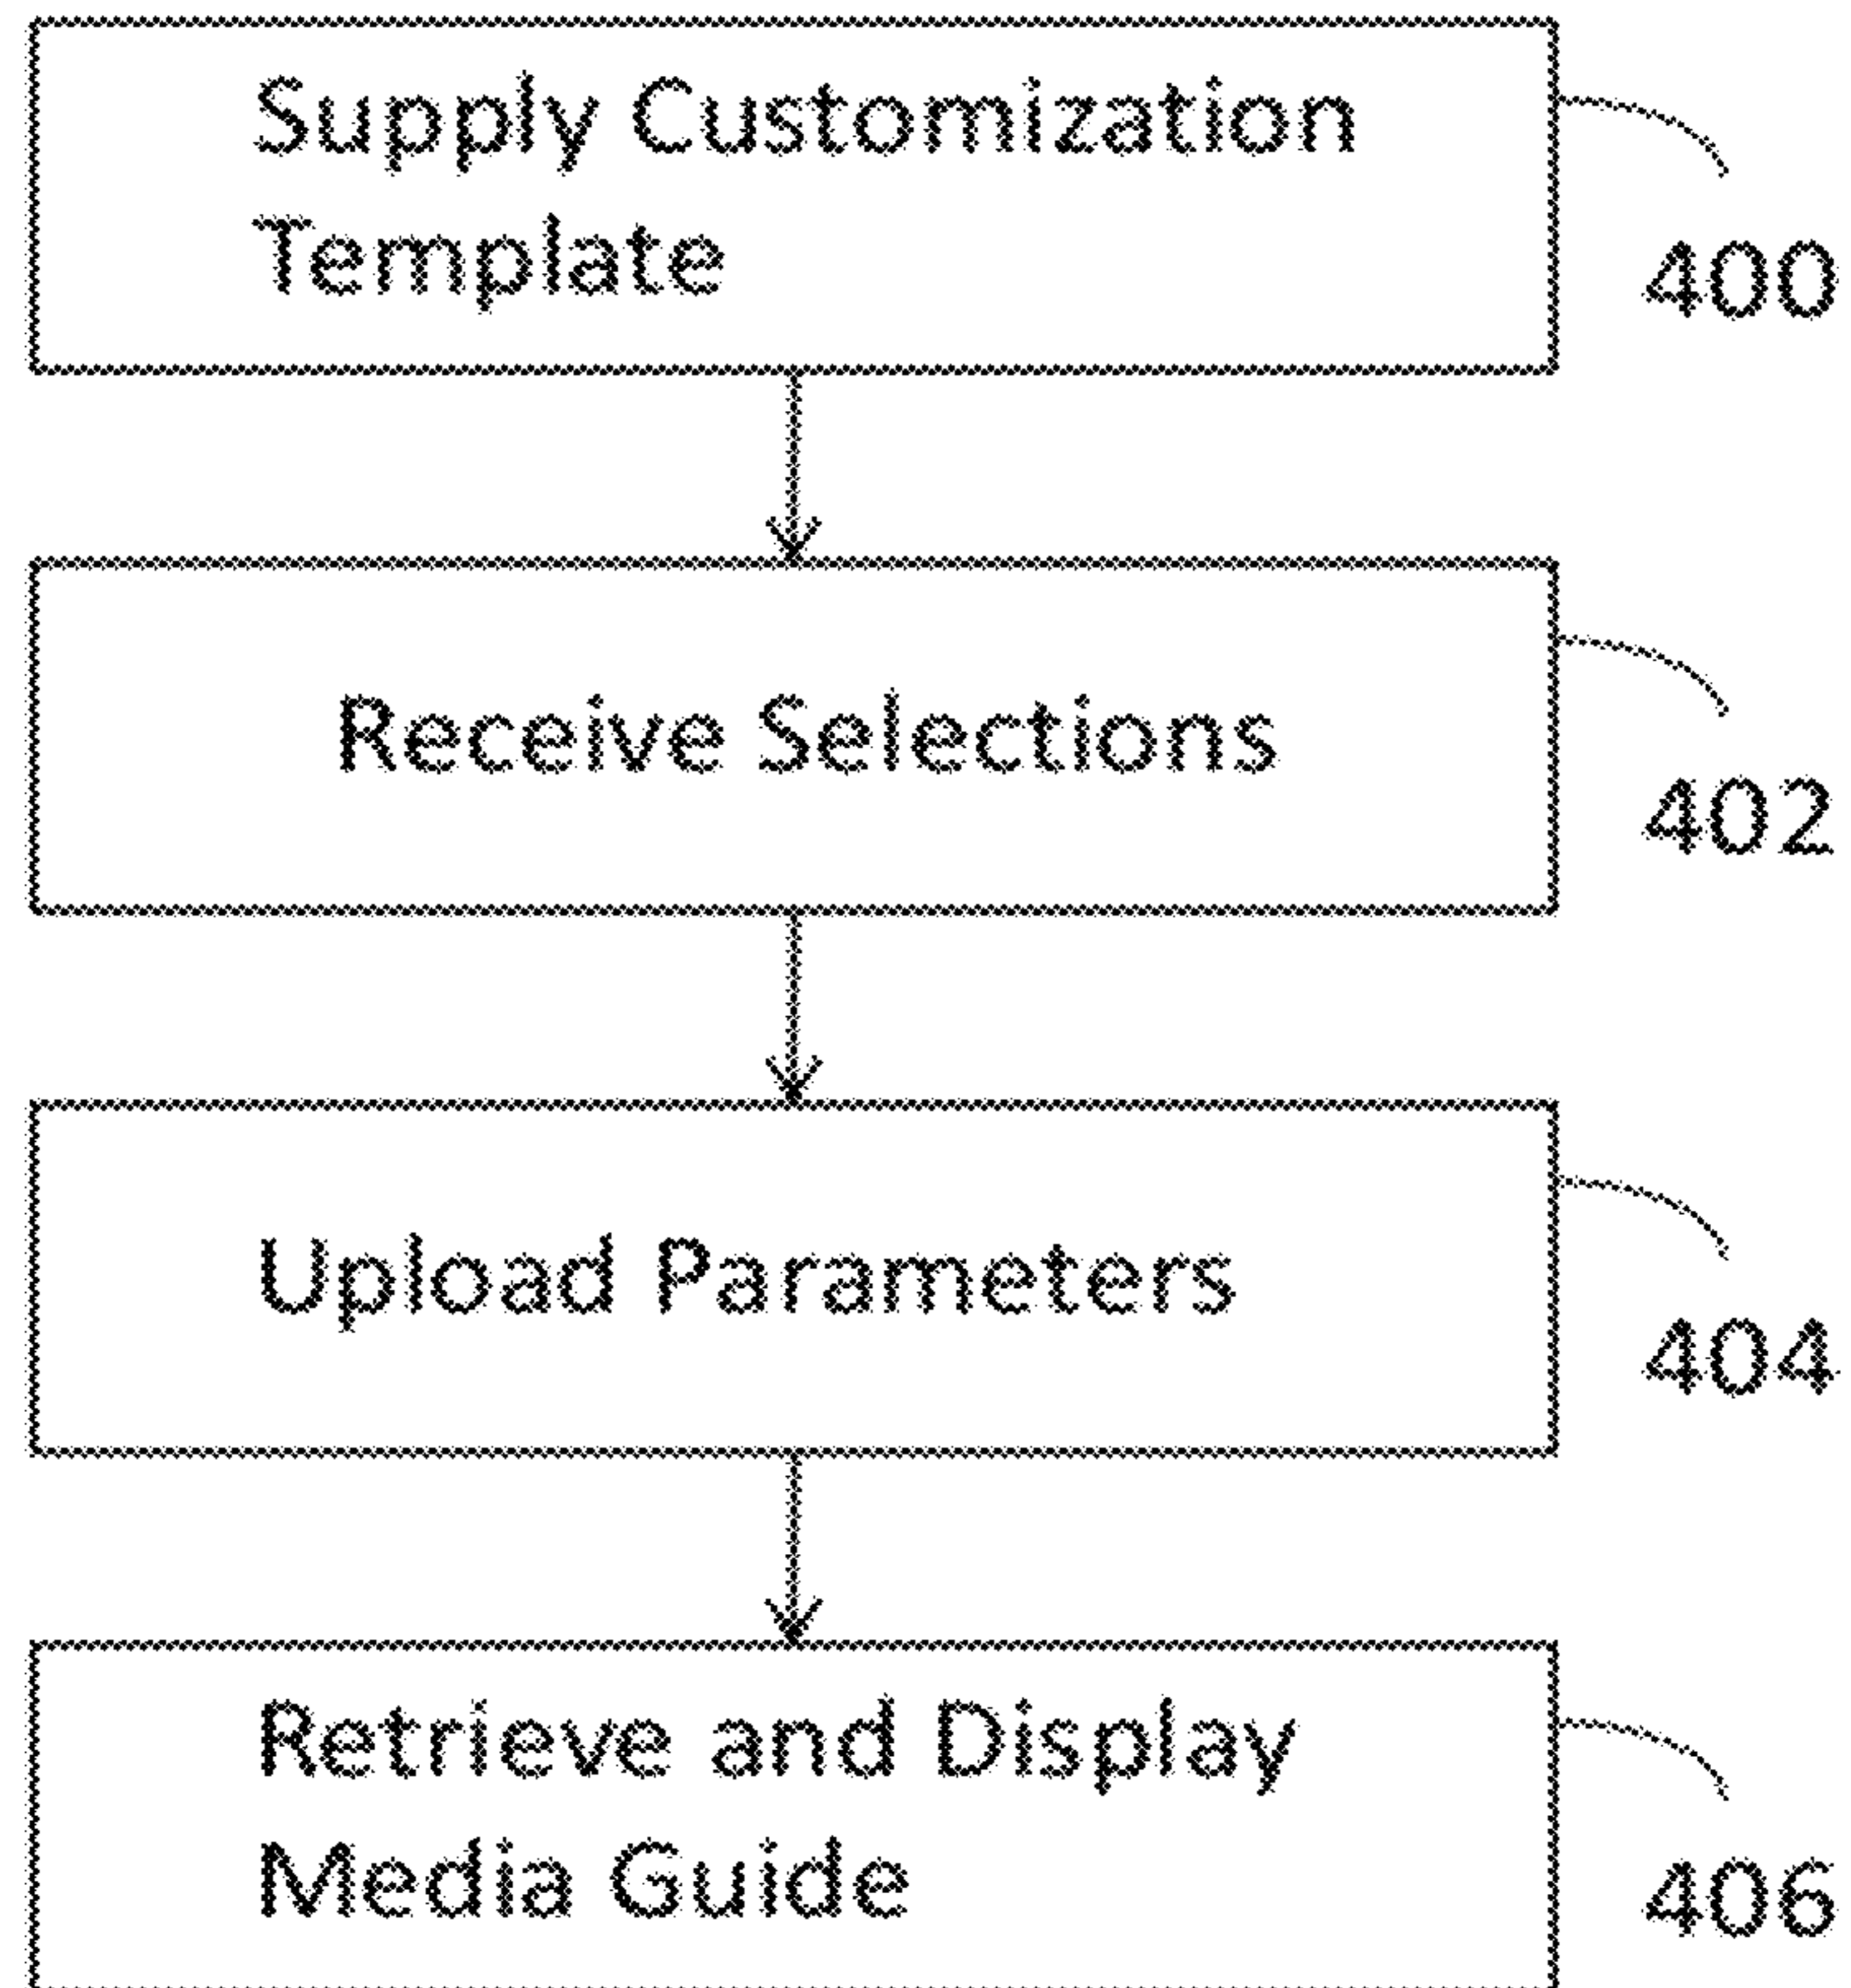 Supply Customization
Template
400
Receive Selections
402
Upload Parameters
404
Retrieve and Display
Media Guide
406